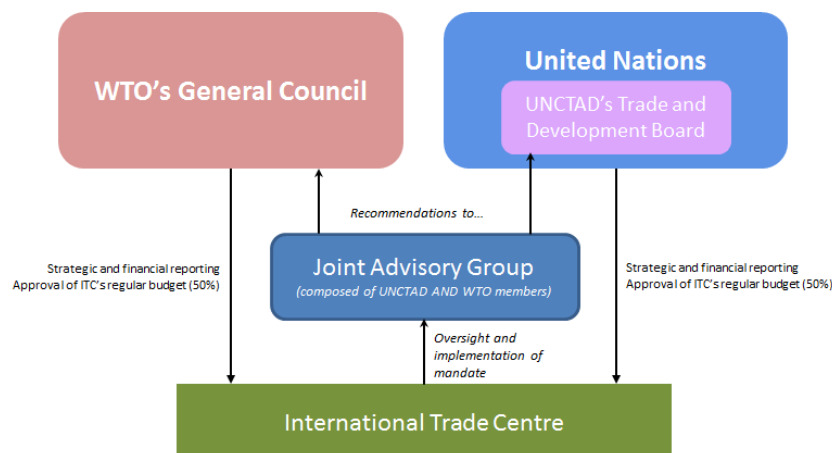 WTO's General Council
United Nations
UNCTAD's Trade and
Development Board
Recommendations to...
Joint Advisory Group
(composed of UNCTAD AND WTO members)
Strategic and financial reporting
Approval of ITC's regular budget (50%)
Strategic and financial reporting
Approval of ITC's regular budget (50%)
Oversight and
implementation of
mandate
International Trade Centre